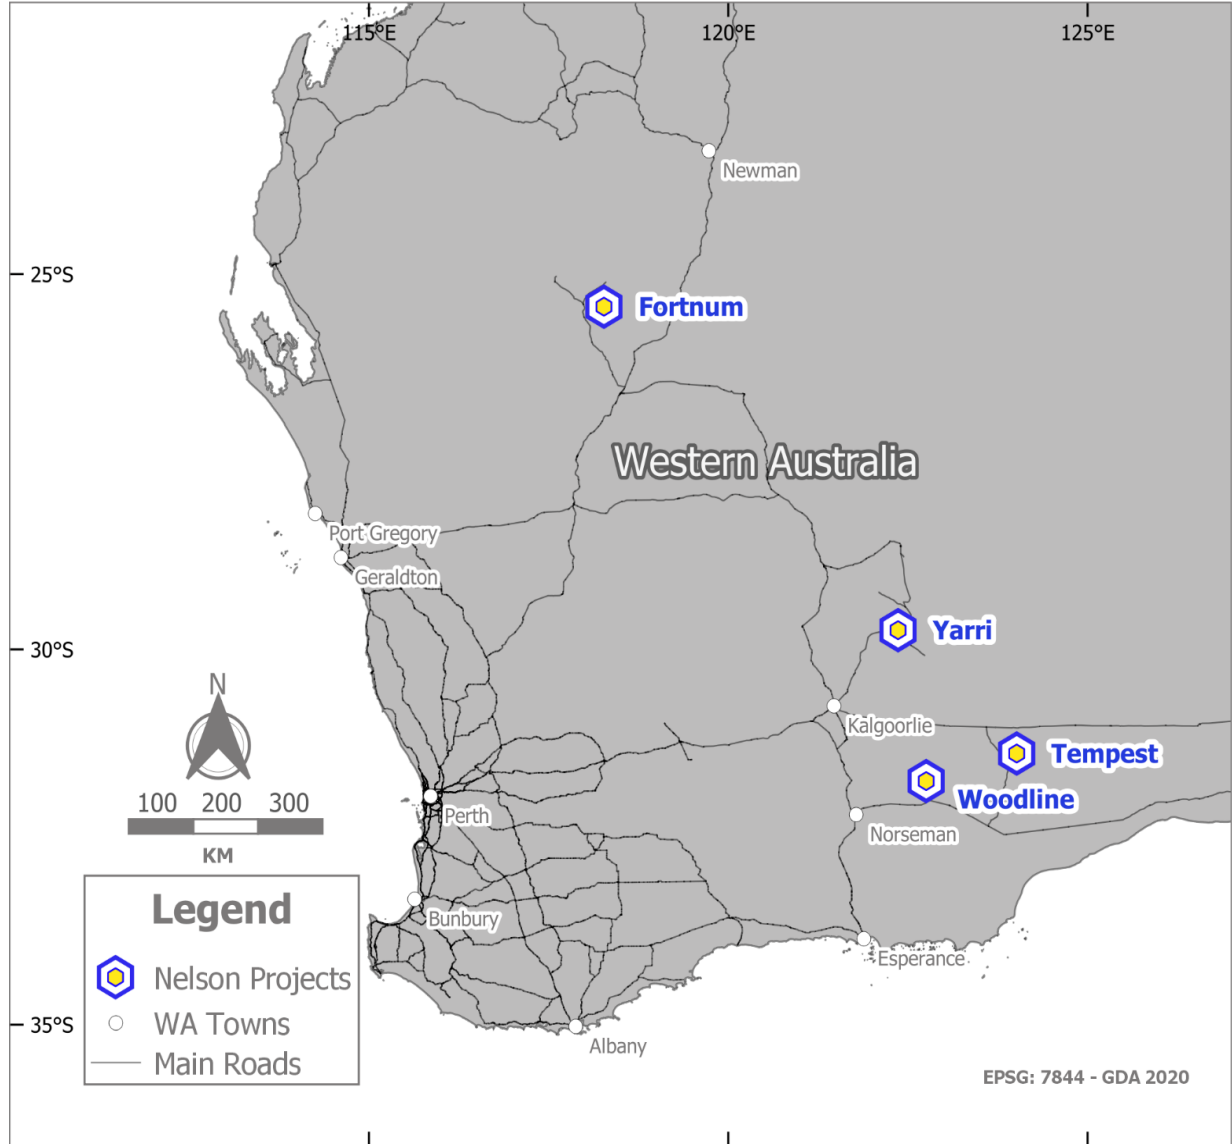 115°E
120°E
125°E
Newman
25°S
Fortnum
Western Australia
Port Gregory
Geraldton
30°S
Yarri
N
Kalgoorlie
Tempest
Woodline
100 200 300
KM
Perth
Norseman
Legend
Nelson Projects
WA Towns
Main Roads
Bunbury
Esperance
35°S
Albany
EPSG: 7844 - GDA 2020